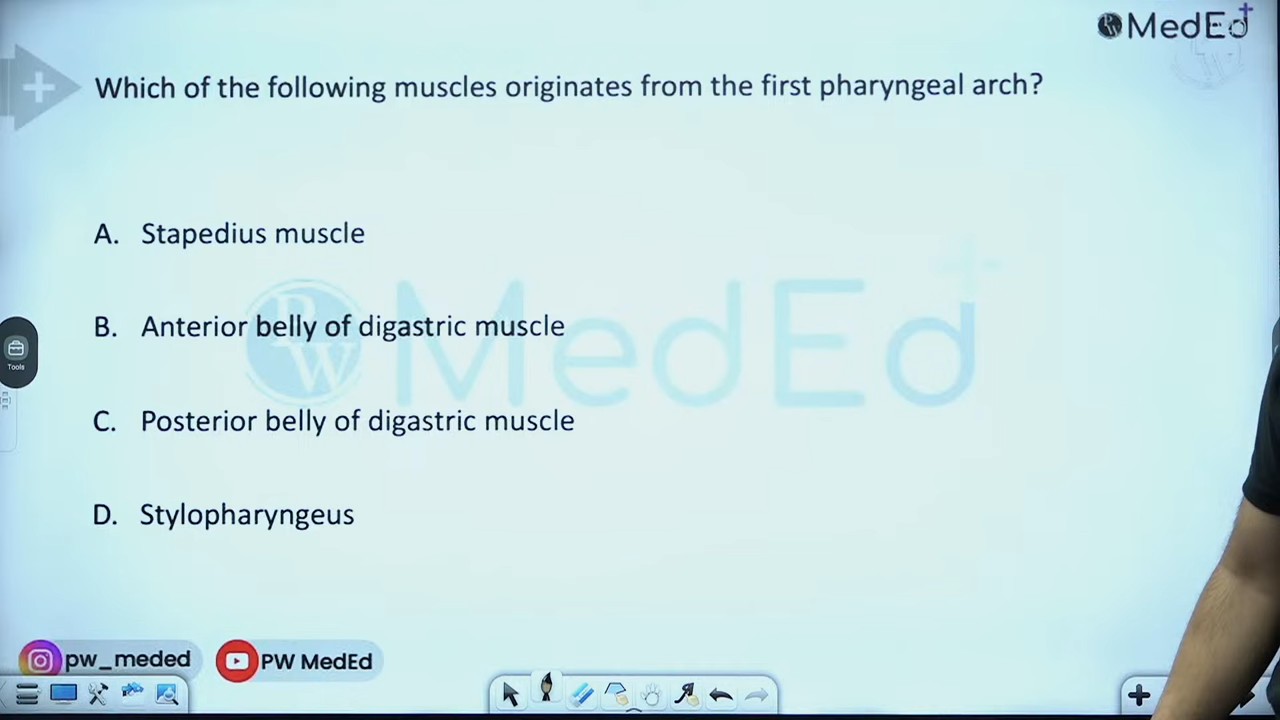 MedEd
Which of the following muscles originates from the first pharyngeal arch?
A. Stapedius muscle
MedEd
B. Anterior belly of digastric muscle
PW
Tools
C. Posterior belly of digastric muscle
D. Stylopharyngeus
pw_meded
PW MedEd